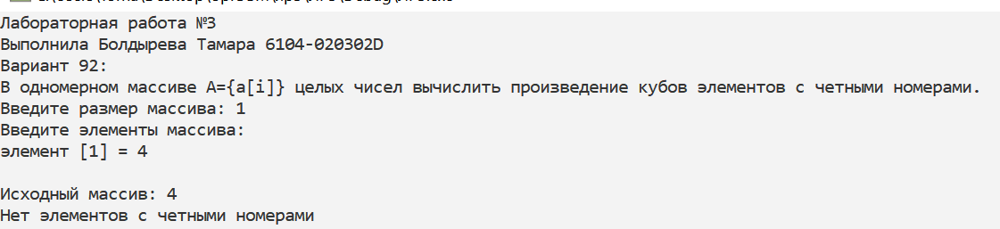 Лабораторная работа №3
Выполнила Болдырева Тамара 6104-020302D
Вариант 92:
В одномерном массиве A={a[i]} целых чисел вычислить произведение кубов элементов с четными номерами.
Введите размер массива: 1
Введите элементы массива:
элемент [1] = 4
Исходный массив: 4
Нет элементов с четными номерами